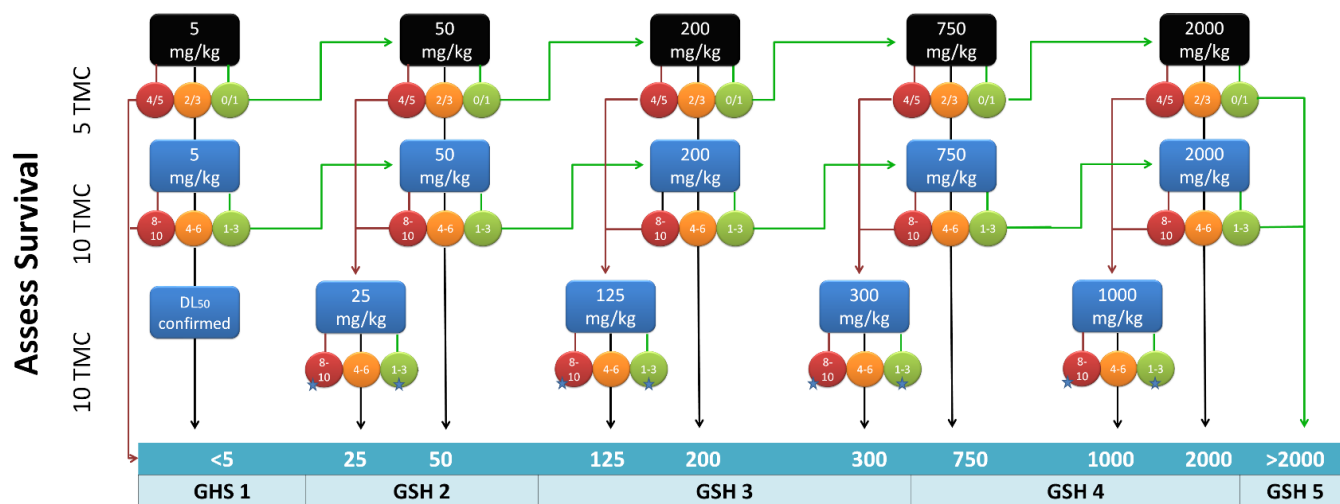 Assess Survival
5 TMC
5
mg/kg
50
mg/kg
200
mg/kg
750
mg/kg
2000
mg/kg
4/5 2/3 0/1
4/5 2/3 0/1
4/5 2/3 0/1
4/5 2/3 0/1
4/5 2/3 0/1
10 TMC
5
mg/kg
50
mg/kg
200
mg/kg
750
mg/kg
2000
mg/kg
8-
10 4-6 1-3
8-
10 4-6 1-3
8-
10 4-6 1-3
8-
10 4-6 1-3
8-
10 4-6 1-3
10 TMC
DL50
confirmed
25
mg/kg
125
mg/kg
300
mg/kg
1000
mg/kg
8-
10 4-6 1-3
8-
10 4-6 1-3
8-
10 4-6 1-3
8-
10 4-6 1-3
<5 25 50 125 200 300 750 1000 2000 >2000
GHS 1 GSH 2 GSH 3 GSH 4 GSH 5